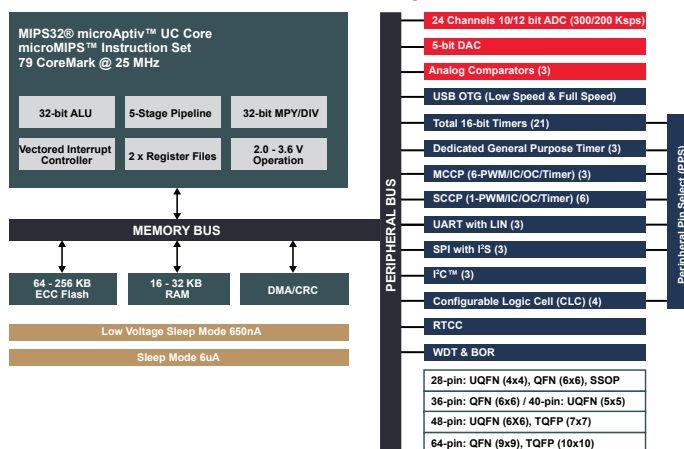 MIPS32® microAptiv™ UC Core
microMIPS™ Instruction Set
79 CoreMark @ 25 MHz
32-bit ALU
5-Stage Pipeline
32-bit MPY/DIV
Vectored Interrupt
Controller
2 x Register Files
2.0 - 3.6 V
Operation
MEMORY BUS
64 - 256 KB
ECC Flash
16 - 32 KB
RAM
DMA/CRC
Low Voltage Sleep Mode 650nA
Sleep Mode 6uA
PERIPHERAL BUS
24 Channels 10/12 bit ADC (300/200 Ksps)
5-bit DAC
Analog Comparators (3)
USB OTG (Low Speed & Full Speed)
Total 16-bit Timers (21)
Dedicated General Purpose Timer (3)
MCCP (6-PWM/IC/OC/Timer) (3)
SCCP (1-PWM/IC/OC/Timer) (6)
UART with LIN (3)
SPI with I²S (3)
I²C™ (3)
Configurable Logic Cell (CLC) (4)
RTCC
WDT & BOR
Peripheral Pin Select (PPS)
28-pin: UQFN (4x4), QFN (6x6), SSOP
36-pin: QFN (6x6) / 40-pin: UQFN (5x5)
48-pin: UQFN (6X6), TQFP (7x7)
64-pin: QFN (9x9), TQFP (10x10)